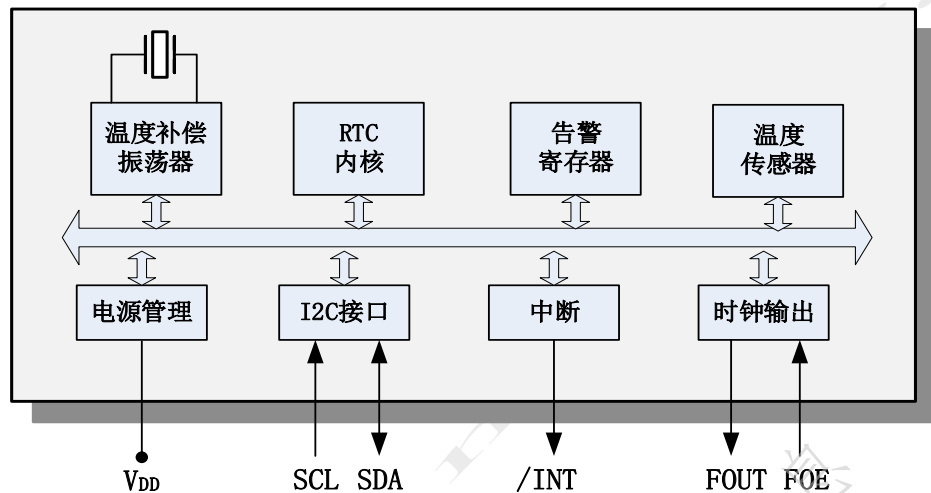 温度补偿
振荡器
RTC
内核
告警
寄存器
温度
传感器
电源管理
I2C接口
中断
时钟输出
VDD
SCL SDA
/INT
FOUT FOE